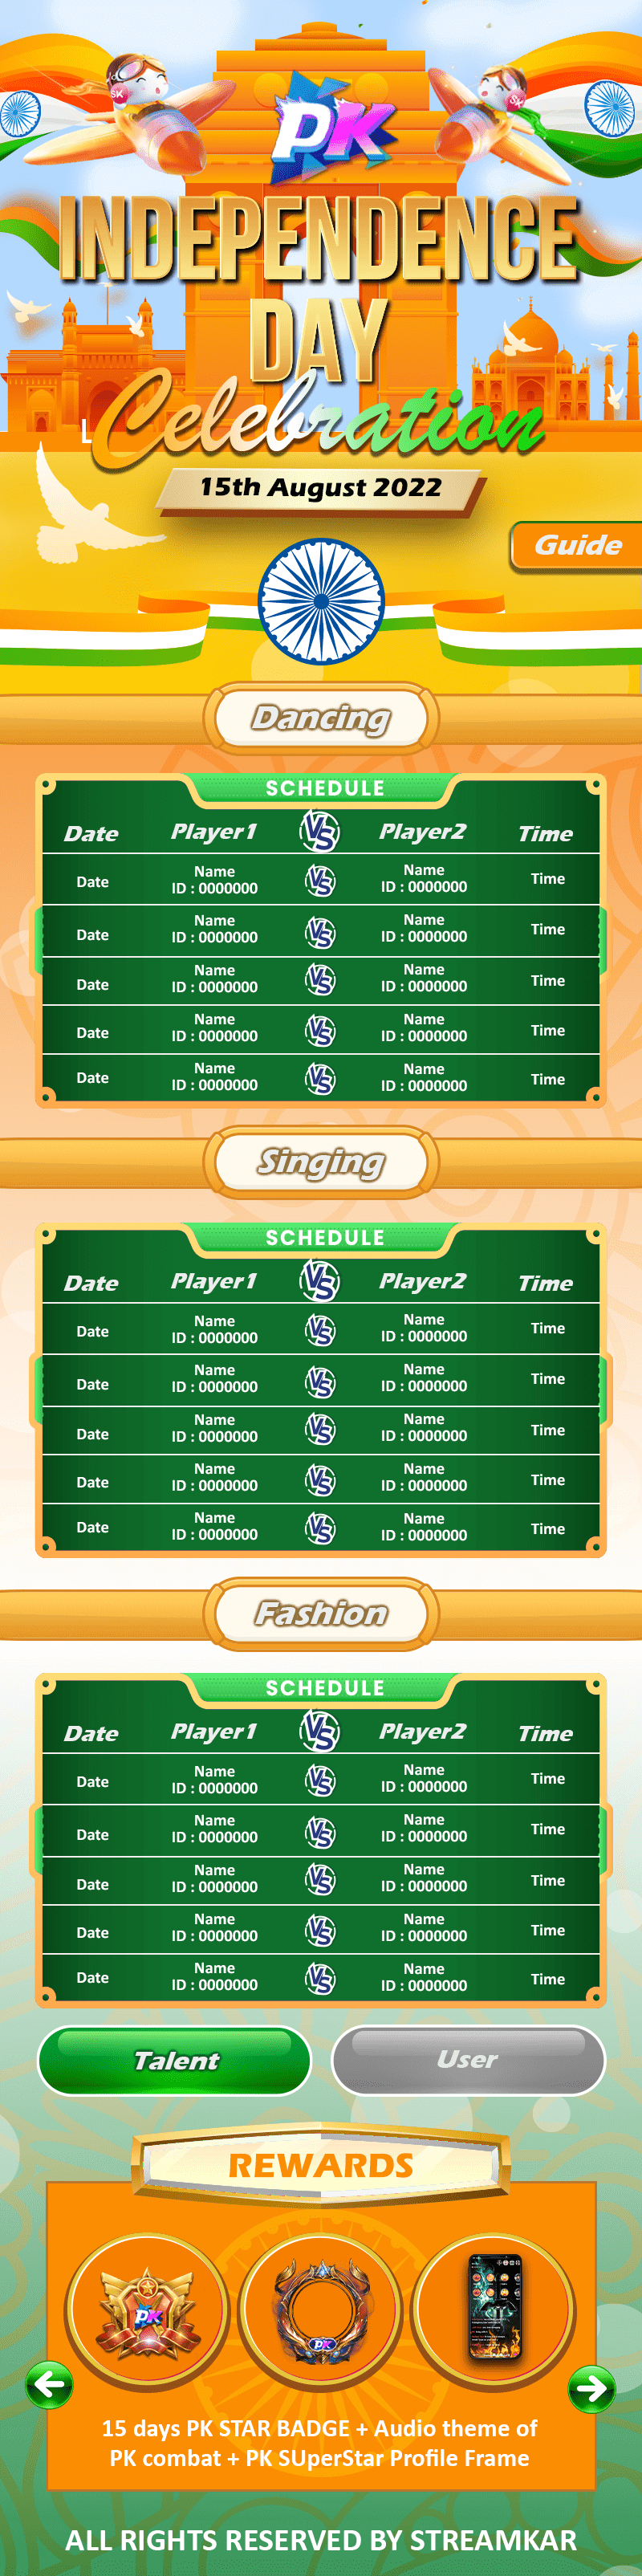 SK
SK
PK
INDEPENDENCE
DAY
L
Celebration
15th August 2022
Guide
Dancing
SCHEDULE
Date Player1 VS Player2 Time
Date Name ID : 0000000 VS Name ID : 0000000 Time
Date Name ID : 0000000 VS Name ID : 0000000 Time
Date Name ID : 0000000 VS Name ID : 0000000 Time
Date Name ID : 0000000 VS Name ID : 0000000 Time
Date Name ID : 0000000 VS Name ID : 0000000 Time
Singing
SCHEDULE
Date Player1 VS Player2 Time
Date Name ID : 0000000 VS Name ID : 0000000 Time
Date Name ID : 0000000 VS Name ID : 0000000 Time
Date Name ID : 0000000 VS Name ID : 0000000 Time
Date Name ID : 0000000 VS Name ID : 0000000 Time
Date Name ID : 0000000 VS Name ID : 0000000 Time
Fashion
SCHEDULE
Date Player1 VS Player2 Time
Date Name ID : 0000000 VS Name ID : 0000000 Time
Date Name ID : 0000000 VS Name ID : 0000000 Time
Date Name ID : 0000000 VS Name ID : 0000000 Time
Date Name ID : 0000000 VS Name ID : 0000000 Time
Date Name ID : 0000000 VS Name ID : 0000000 Time
Talent User
REWARDS
PK
PK
15 days PK STAR BADGE + Audio theme of
PK combat + PK SUperStar Profile Frame
ALL RIGHTS RESERVED BY STREAMKAR